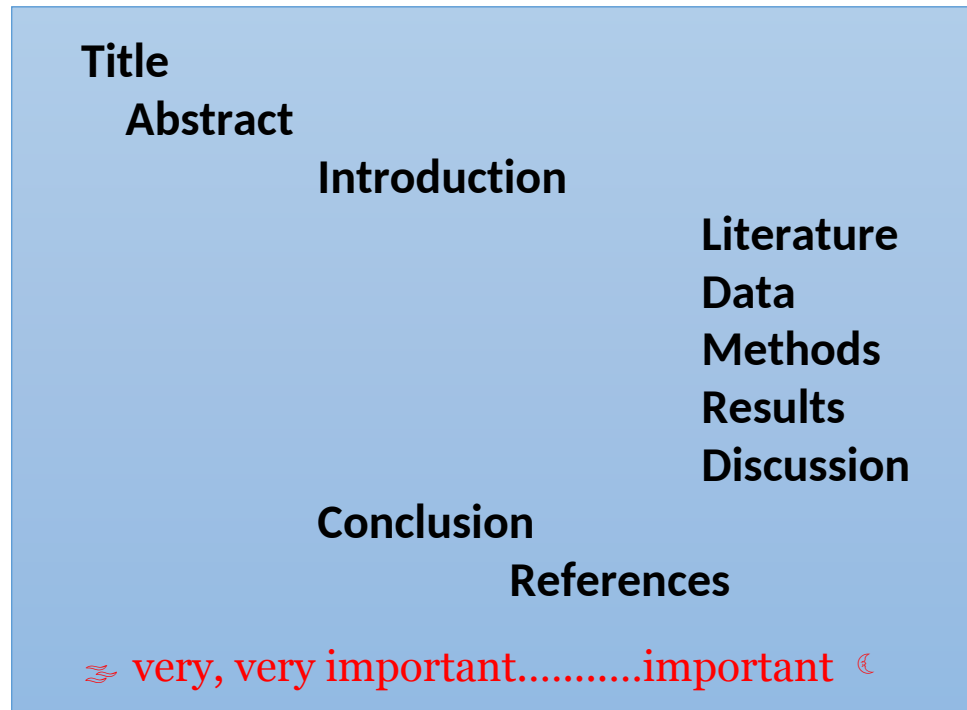 Title
Abstract
Introduction
Literature
Data
Methods
Results
Discussion
Conclusion
References
very, very important...........important